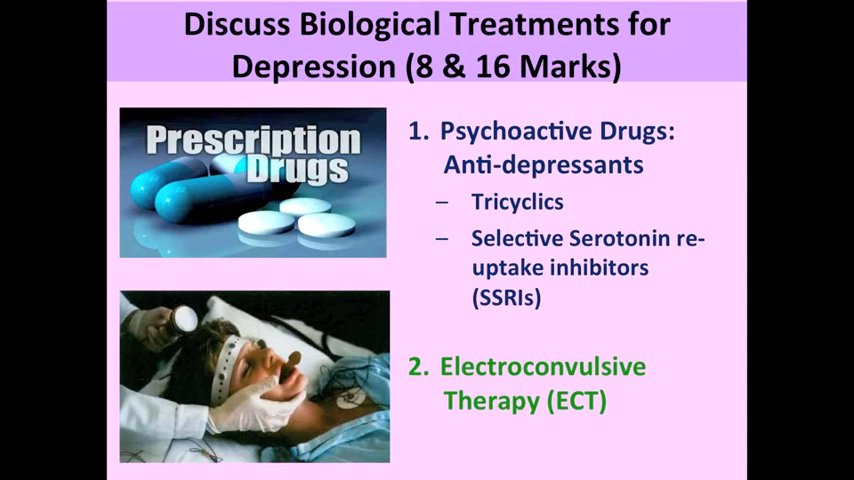 Discuss Biological Treatments for
Depression (8 & 16 Marks)
Prescription
Drugs
1. Psychoactive Drugs:
Anti-depressants
– Tricyclics
– Selective Serotonin re-
uptake inhibitors
(SSRIs)
2. Electroconvulsive
Therapy (ECT)